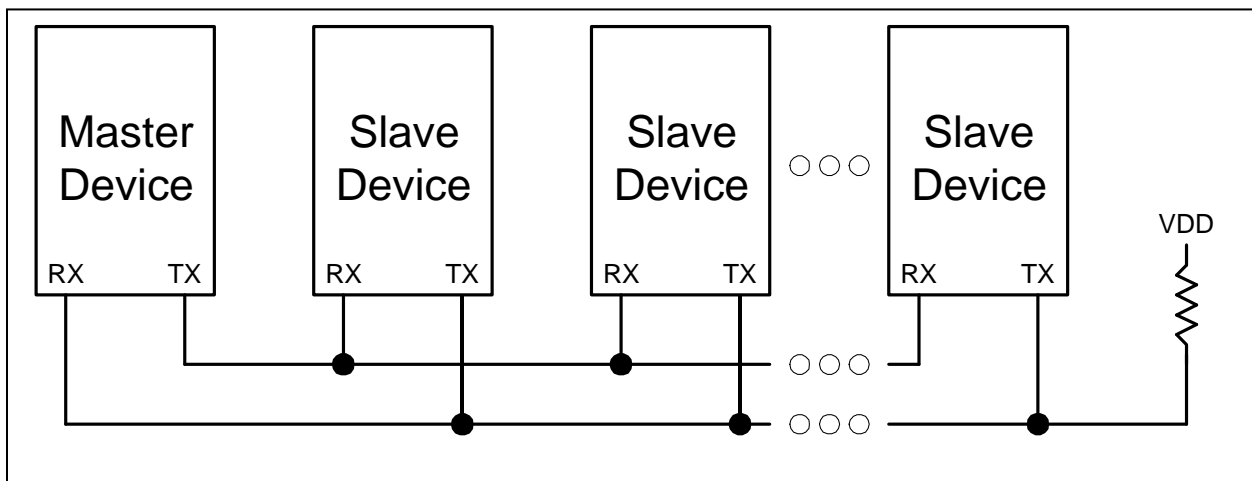 Master
Device
RX TX
Slave
Device
RX TX
Slave
Device
RX TX
Slave
Device
RX TX
VDD